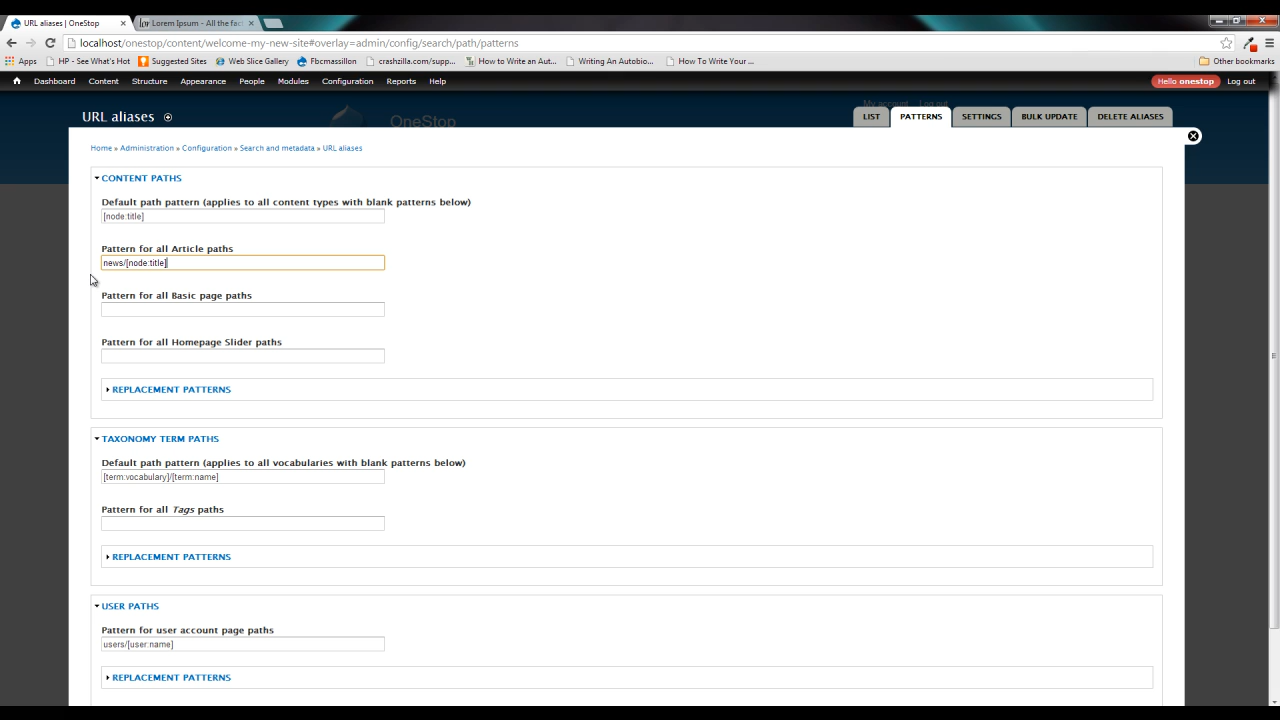 URL aliases | OneStop
Lorem Ipsum - All the fac
localhost/onestop/content/welcome-my-new-site#overlay=admin/config/search/path/patterns
Apps HP - See What's Hot Suggested Sites Web Slice Gallery Fbcmassillon crashzilla.com/supp... How to Write an Aut... Writing An Autobio... How To Write Your ... Other bookmarks
Dashboard Content Structure Appearance People Modules Configuration Reports Help Hello onestop Log out
My account Log out
OneStop
URL aliases
LIST PATTERNS SETTINGS BULK UPDATE DELETE ALIASES
Home » Administration » Configuration » Search and metadata » URL aliases
CONTENT PATHS
Default path pattern (applies to all content types with blank patterns below)
[node:title]
Pattern for all Article paths
news/[node:title]
Pattern for all Basic page paths
Pattern for all Homepage Slider paths
REPLACEMENT PATTERNS
TAXONOMY TERM PATHS
Default path pattern (applies to all vocabularies with blank patterns below)
[term:vocabulary]/[term:name]
Pattern for all Tags paths
REPLACEMENT PATTERNS
USER PATHS
Pattern for user account page paths
users/[user:name]
REPLACEMENT PATTERNS